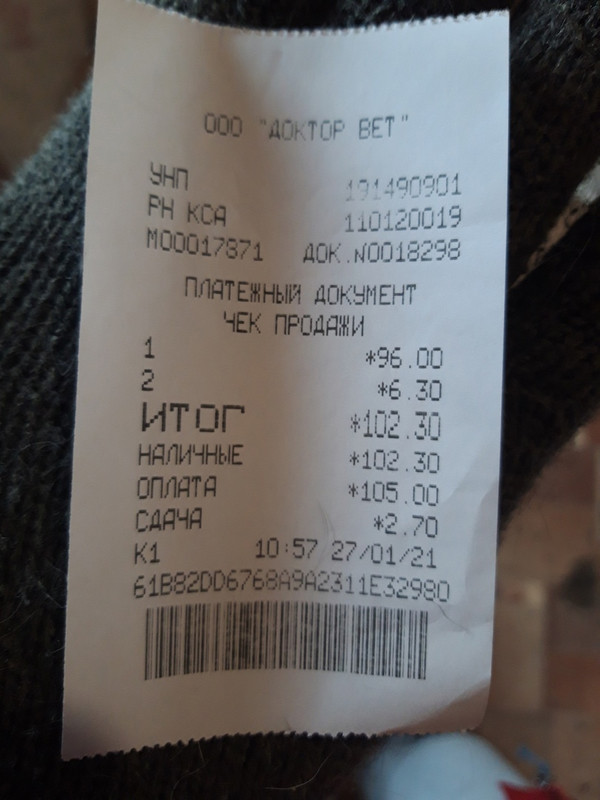 ООО "ДОКТОР ВЕТ"
УНП 191490901
РН КСА 110120019
М00017871 ДОК.N0018298
ПЛАТЕЖНЫЙ ДОКУМЕНТ
ЧЕК ПРОДАЖИ
1 *96.00
2 *6.30
ИТОГ *102.30
НАЛИЧНЫЕ *102.30
ОПЛАТА *105.00
СДАЧА *2.70
К1 10:57 27/01/21
61B82DD6768A9A2311E32980